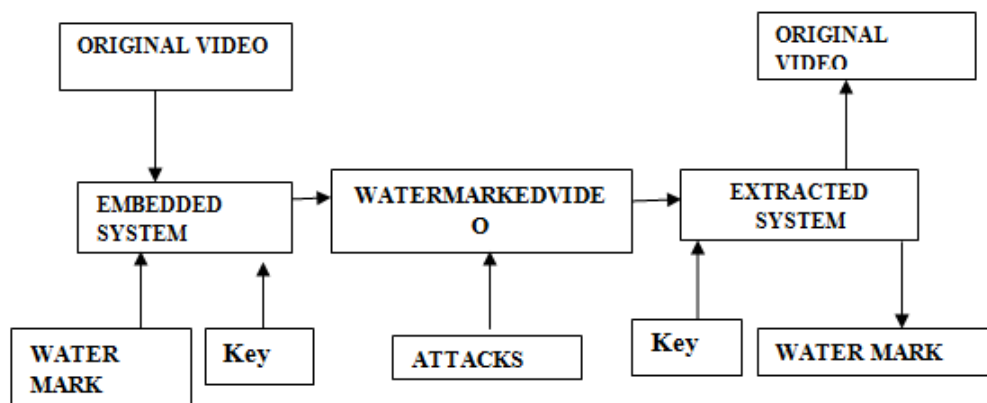 ORIGINAL VIDEO
ORIGINAL
VIDEO
EMBEDDED
SYSTEM
WATERMARKEDVIDE
O
EXTRACTED
SYSTEM
WATER
MARK
Key
ATTACKS
Key
WATER MARK